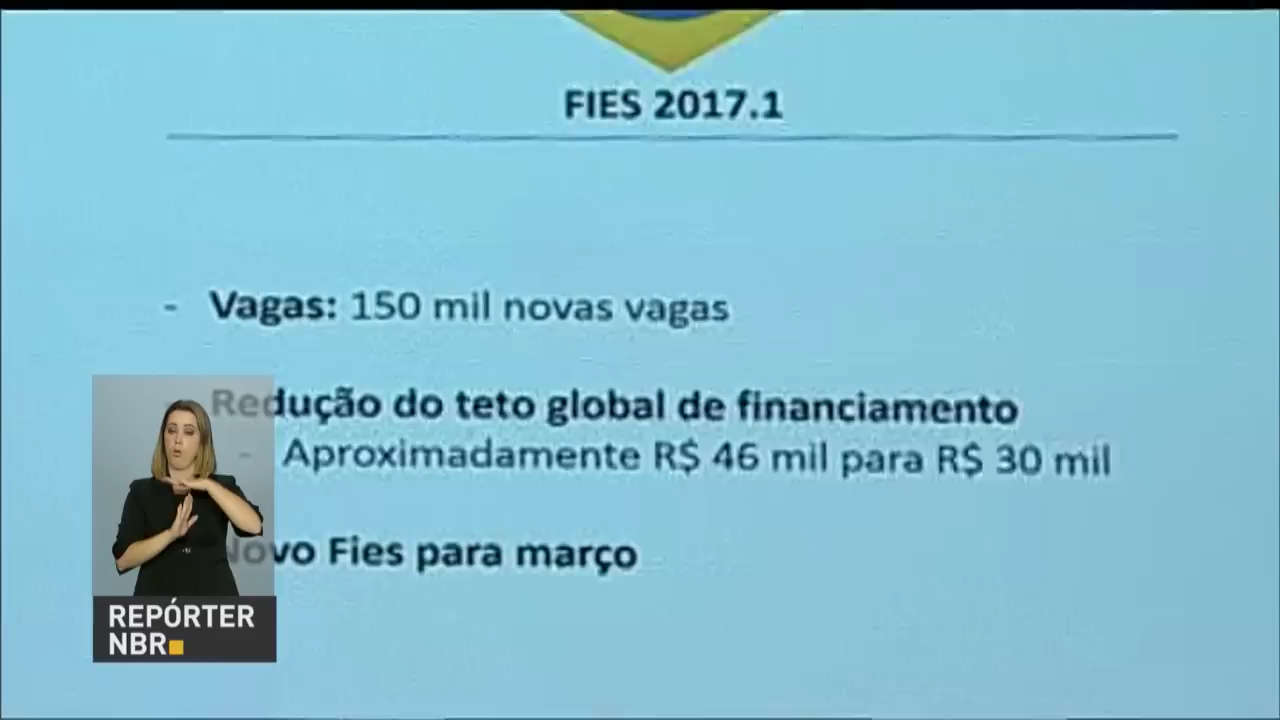 FIES 2017.1
- Vagas: 150 mil novas vagas
Redução do teto global de financiamento
- Aproximadamente R$ 46 mil para R$ 30 mil
Novo Fies para março
REPÓRTER
NBR